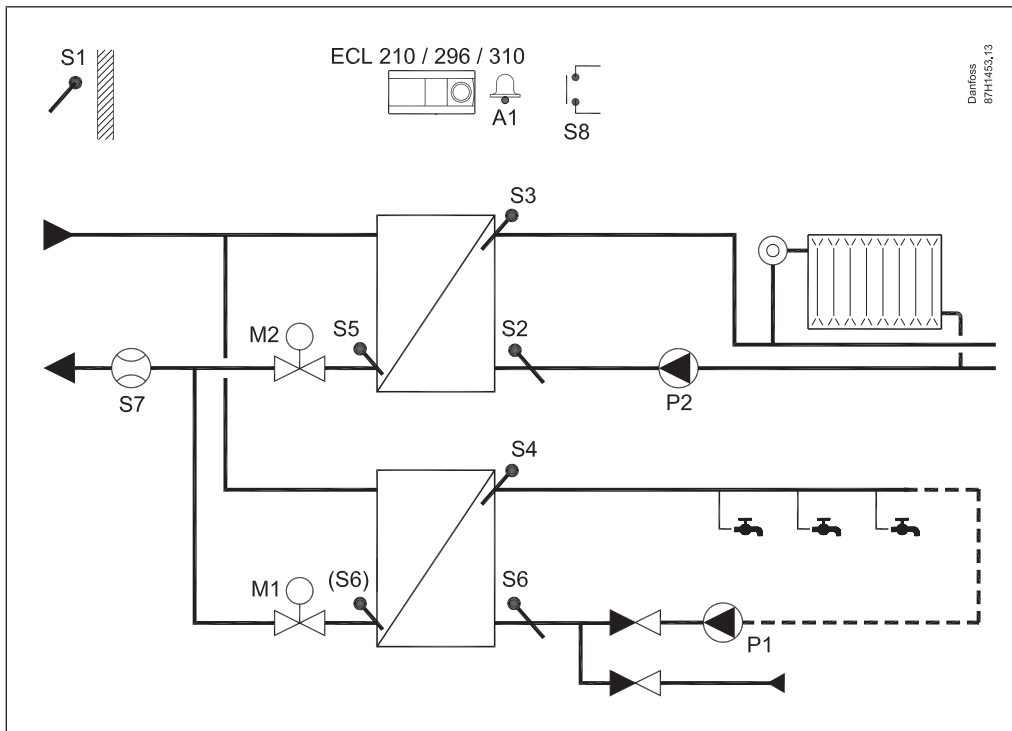 S1
ECL 210 / 296 / 310
A1
S8
Danfoss
87H1453.13
S3
M2
S5
S2
S7
P2
S4
M1
(S6)
S6
P1